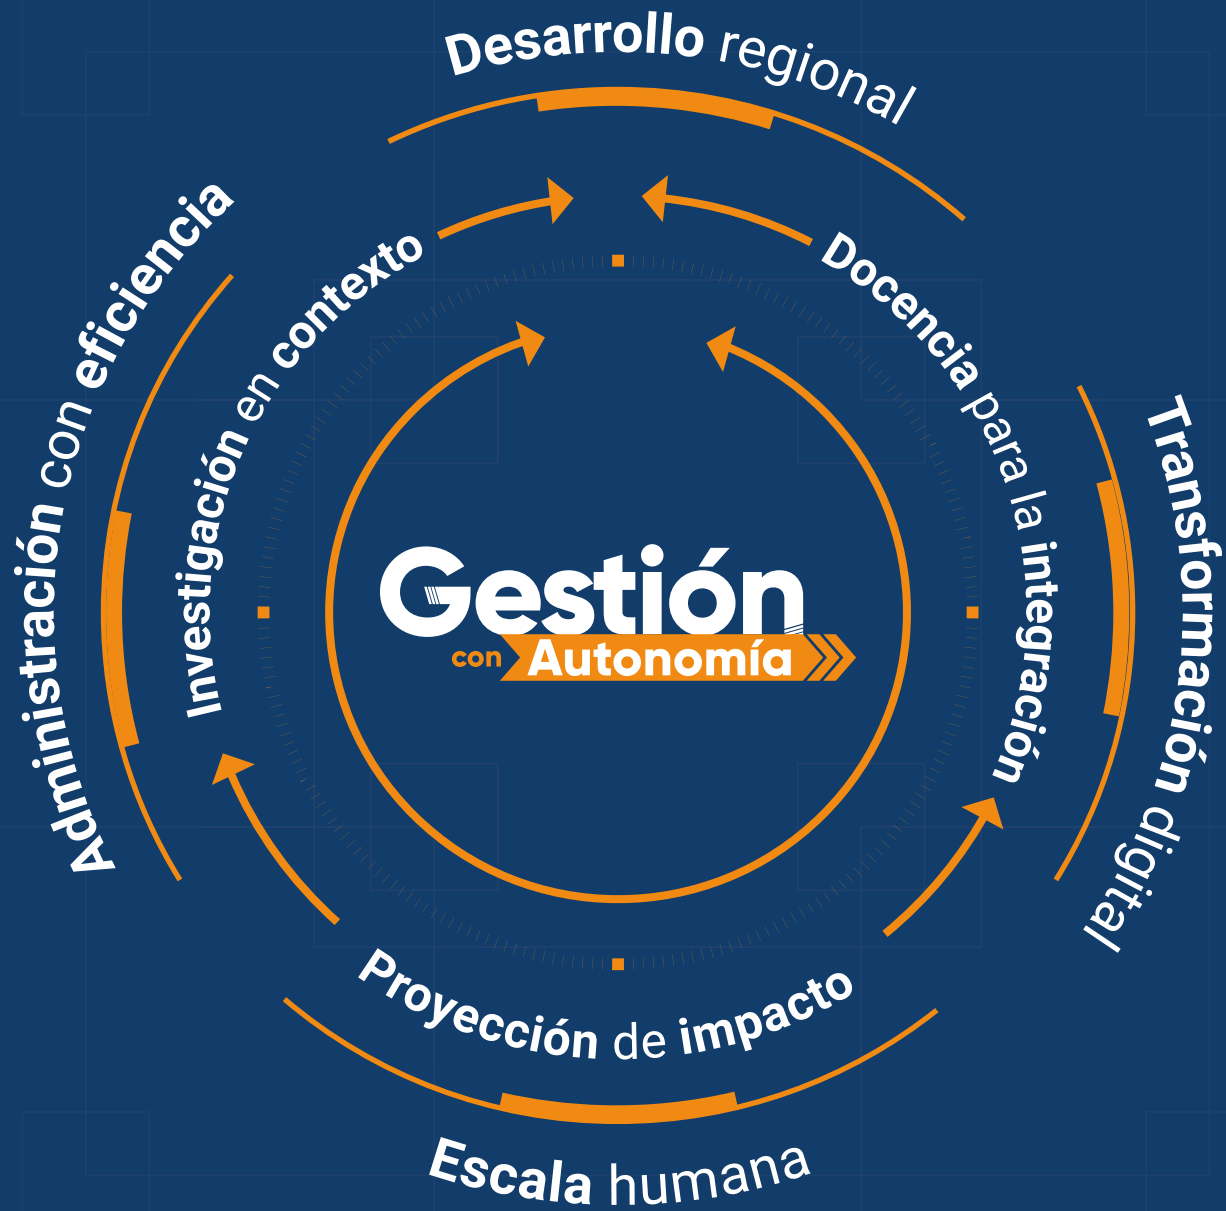 Desarrollo regional
Administración con eficiencia
Investigación en contexto
Docencia para la integración
Transformación digital
Gestión
con Autonomía
Proyección de impacto
Escala humana